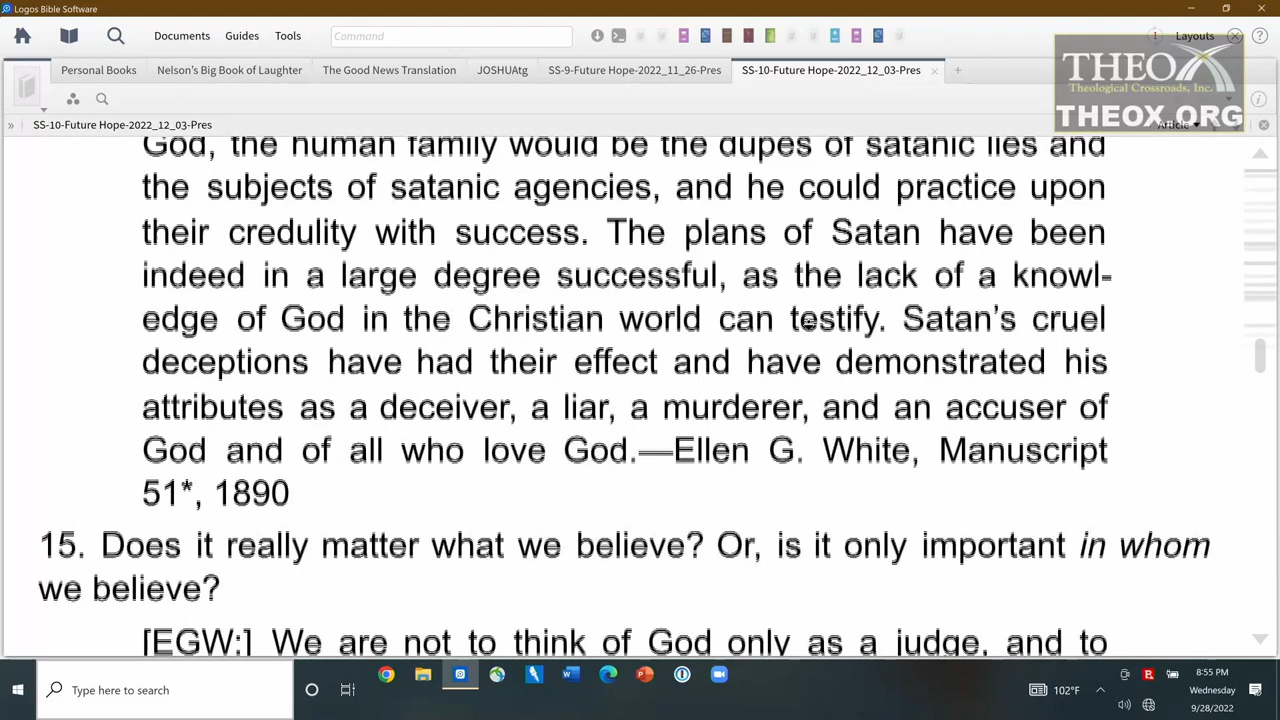 Logos Bible Software
Documents Guides Tools Command Layouts
Personal Books Nelson's Big Book of Laughter The Good News Translation JOSHUAtg SS-9-Future Hope-2022_11_26-Pres SS-10-Future Hope-2022_12_03-Pres
THEOX
Theological Crossroads, Inc.
THEOX.ORG
SS-10-Future Hope-2022_12_03-Pres Article
God, the human family would be the dupes of satanic lies and
the subjects of satanic agencies, and he could practice upon
their credulity with success. The plans of Satan have been
indeed in a large degree successful, as the lack of a knowl-
edge of God in the Christian world can testify. Satan's cruel
deceptions have had their effect and have demonstrated his
attributes as a deceiver, a liar, a murderer, and an accuser of
God and of all who love God.—Ellen G. White, Manuscript
51*, 1890
15. Does it really matter what we believe? Or, is it only important in whom
we believe?
[EGW:] We are not to think of God only as a judge, and to
Type here to search
102°F
8:55 PM
Wednesday
9/28/2022